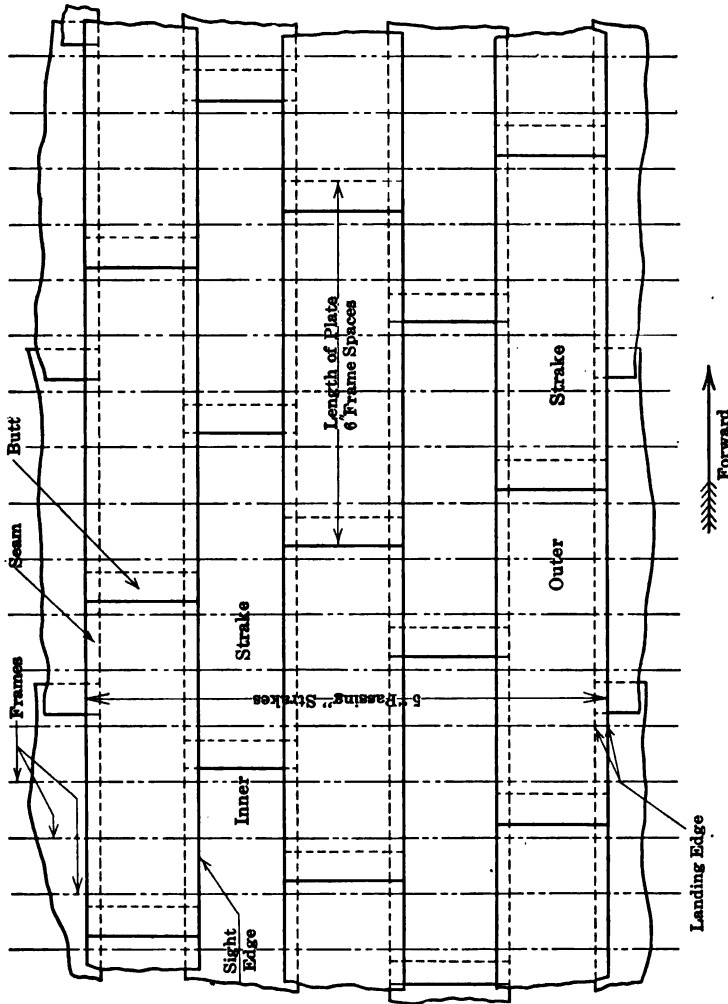 Frames
Seam
Butt
Length of Plate
6 Frame Spaces
Strake
Inner
5 "Passing" Strakes
Outer
Strake
Sight
Edge
Landing Edge
Forward